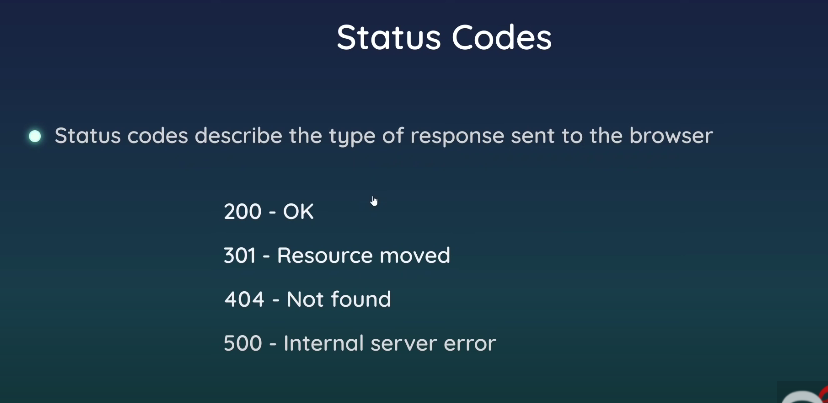 Status Codes
Status codes describe the type of response sent to the browser
200 - OK
301 - Resource moved
404 - Not found
500 - Internal server error